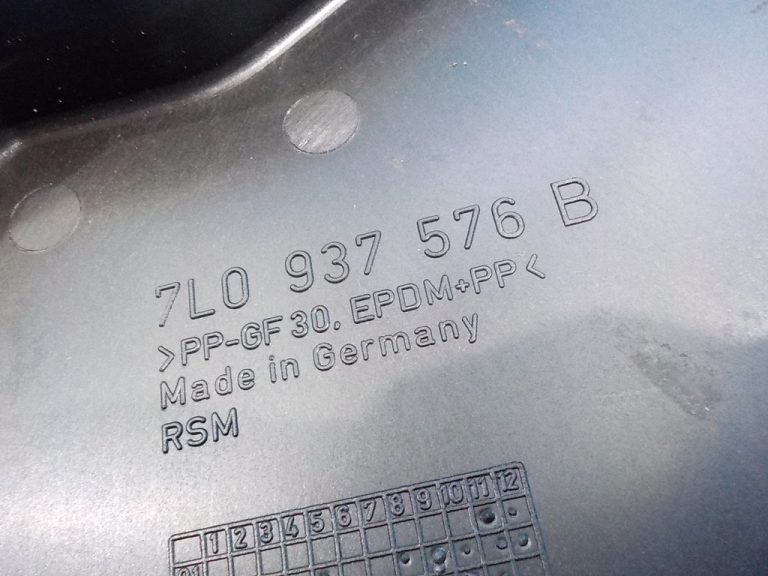 7L0 937 576 B
>PP-GF30. EPDM+PP<
Made in Germany
RSM
1 2 3 4 5 6 7 8 9 10 11 12